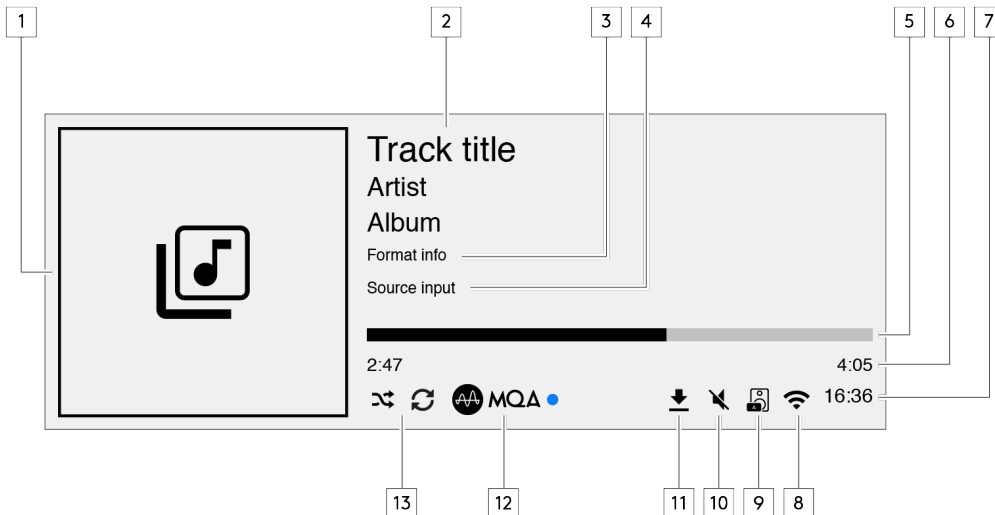 1 2 3 4 5 6 7
Track title
Artist
Album
Format info
Source input
2:47 4:05
MQA A 16:36
13 12 11 10 9 8